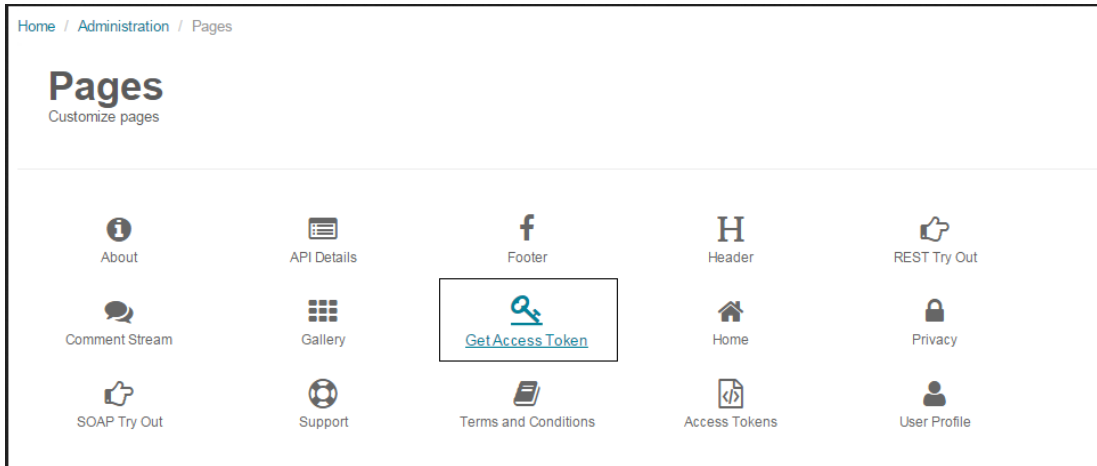 Home / Administration / Pages
Pages
Customize pages
About
API Details
Footer
Header
REST Try Out
Comment Stream
Gallery
Get Access Token
Home
Privacy
SOAP Try Out
Support
Terms and Conditions
Access Tokens
User Profile